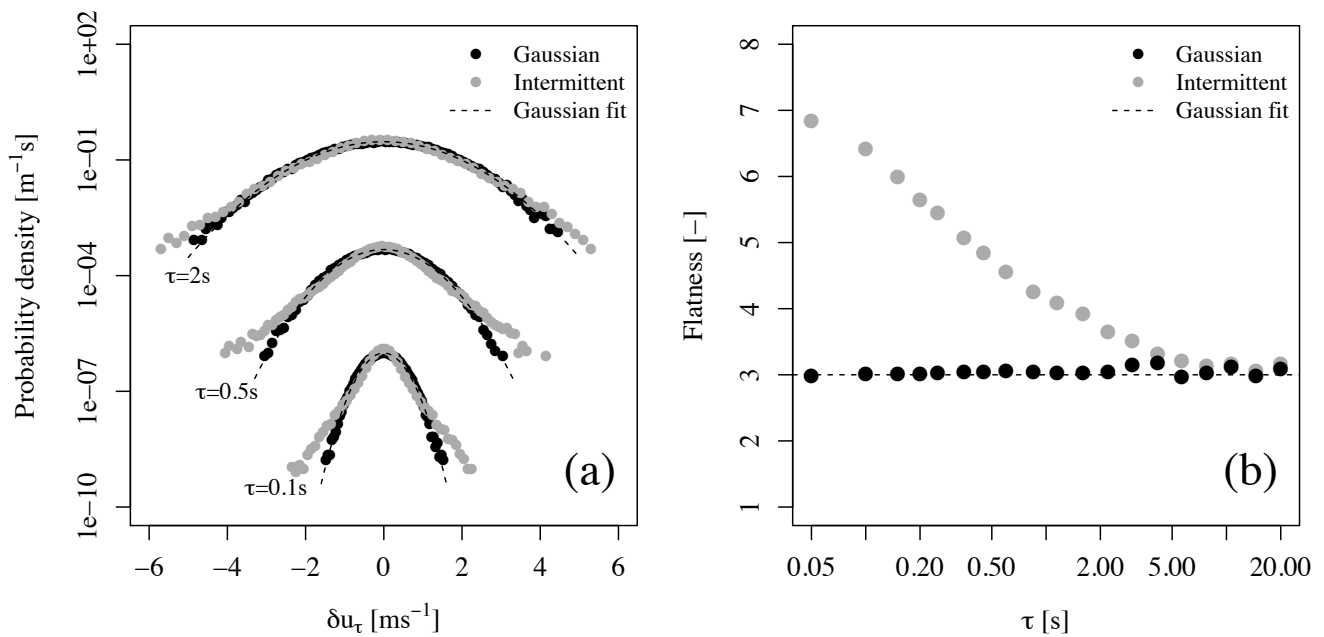 Probability density [m⁻¹s]
1e+02
1e−01
1e−04
1e−07
1e−10
Gaussian
Intermittent
Gaussian fit
τ=2s
τ=0.5s
τ=0.1s
(a)
−6 −4 −2 0 2 4 6
δuτ [ms⁻¹]
Flatness [−]
8
7
6
5
4
3
2
1
Gaussian
Intermittent
Gaussian fit
(b)
0.05 0.20 0.50 2.00 5.00 20.00
τ [s]